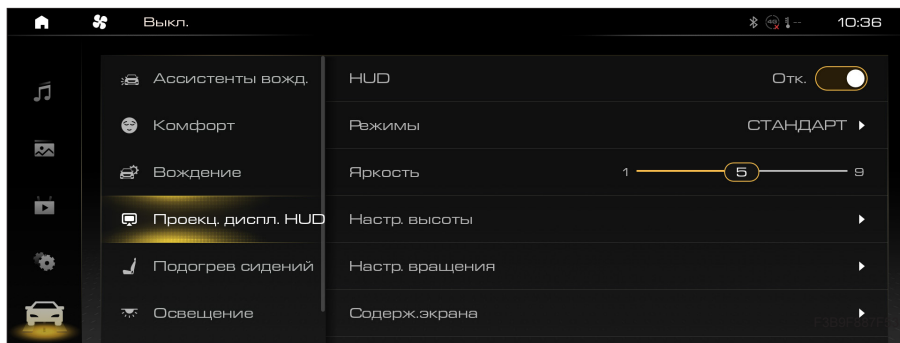 Выкл.
4G
--
10:36
Ассистенты вожд.
HUD
Отк.
Комфорт
Режимы
СТАНДАРТ
Вождение
Яркость
1
5
9
Проекц. диспл. HUD
Настр. высоты
Подогрев сидений
Настр. вращения
Освещение
Содерж.экрана